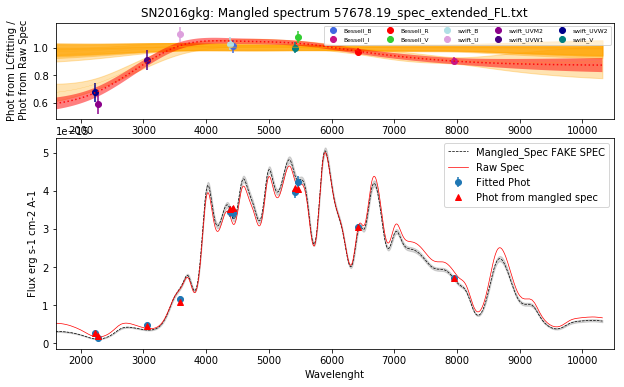 SN2016gkg: Mangled spectrum 57678.19_spec_extended_FL.txt
Phot from LCfitting /
Phot from Raw Spec
1.0
0.8
0.6
Bessell_B Bessell_R swift_B swift_UVM2 swift_UVW2
Bessell_I Bessell_V swift_U swift_UVW1 swift_V
2000 3000 4000 5000 6000 7000 8000 9000 10000
Flux erg s-1 cm-2 A-1
5
4
3
2
1
0
Mangled_Spec FAKE SPEC
Raw Spec
Fitted Phot
Phot from mangled spec
2000 3000 4000 5000 6000 7000 8000 9000 10000
Wavelenght